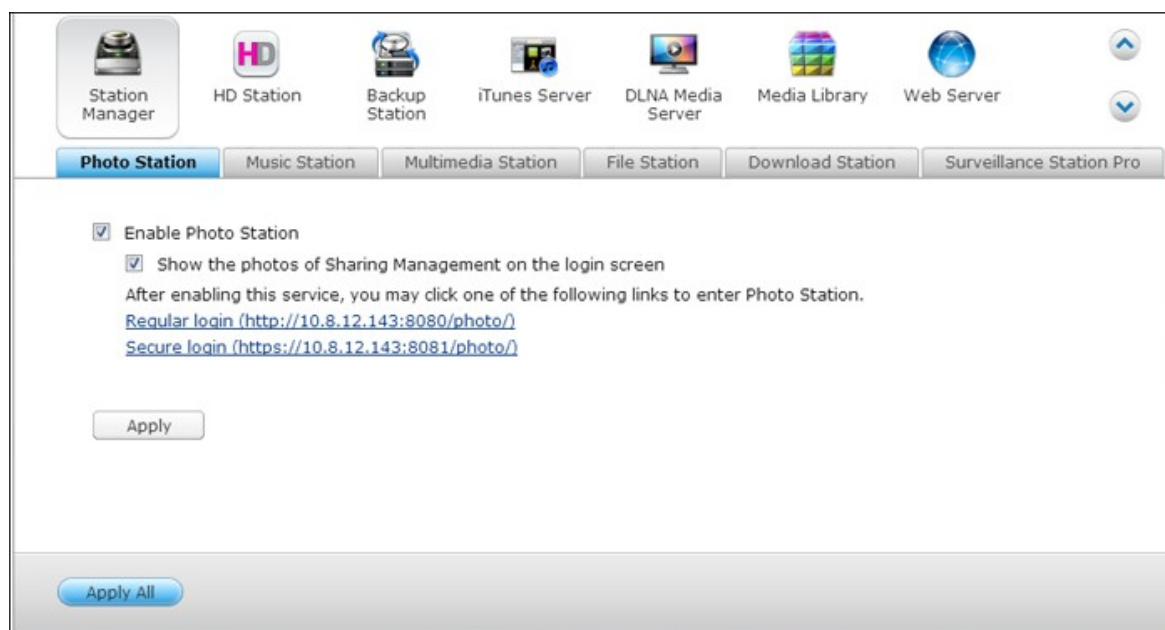 HD
Station
Manager
HD Station
Backup
Station
iTunes Server
DLNA Media
Server
Media Library
Web Server
Photo Station
Music Station
Multimedia Station
File Station
Download Station
Surveillance Station Pro
Enable Photo Station
Show the photos of Sharing Management on the login screen
After enabling this service, you may click one of the following links to enter Photo Station.
Regular login (http://10.8.12.143:8080/photo/)
Secure login (https://10.8.12.143:8081/photo/)
Apply
Apply All